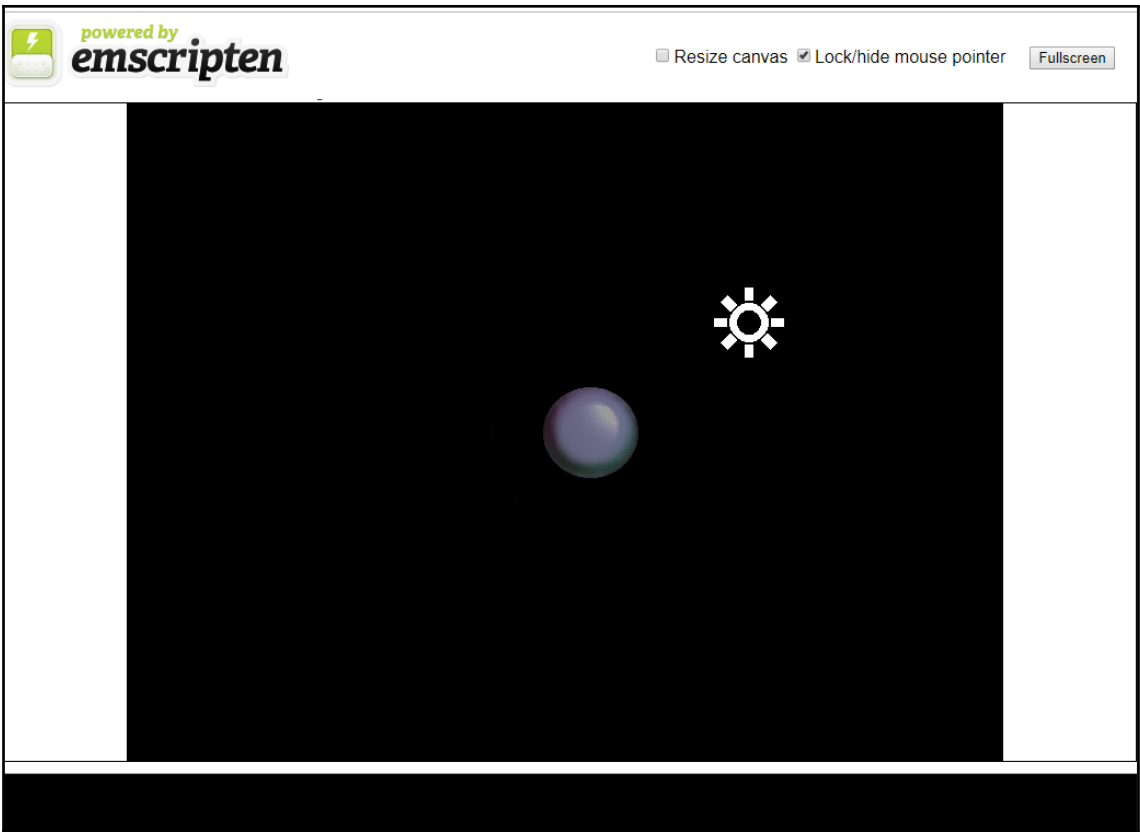 powered by
emscripten
Resize canvas Lock/hide mouse pointer Fullscreen